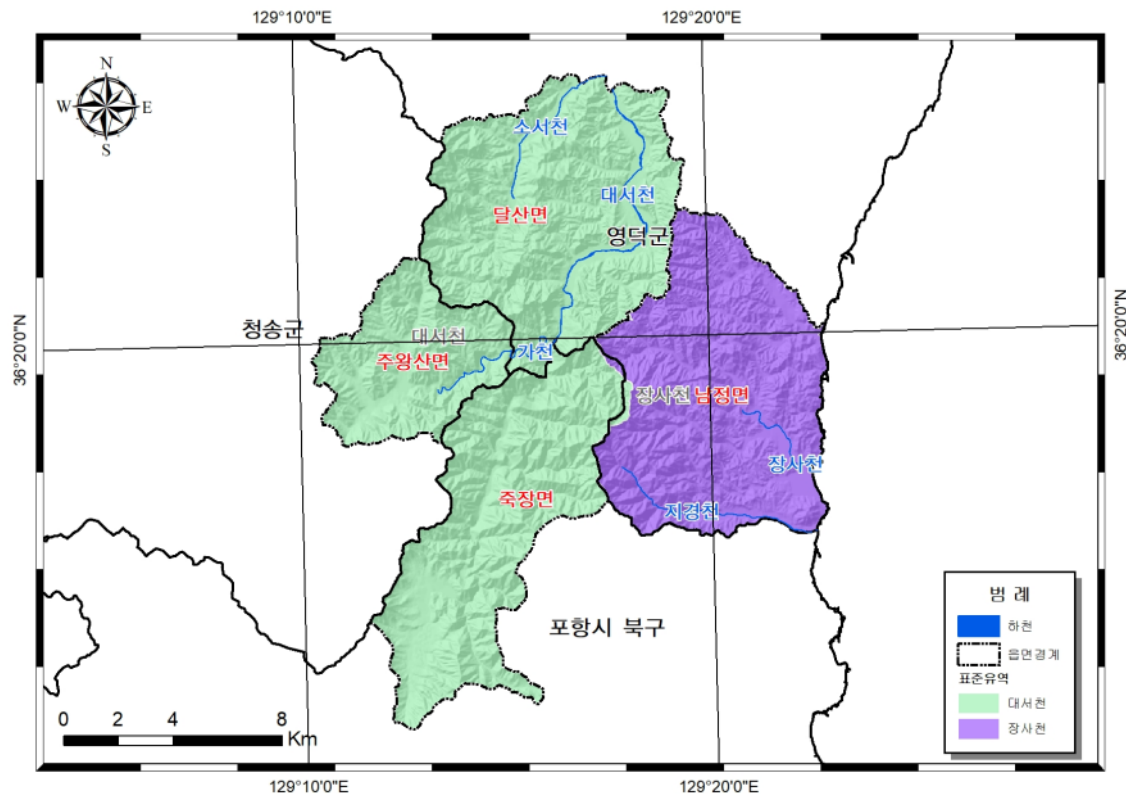 129°10'0"E
129°20'0"E
N
W
E
S
소서천
대서천
달산면
영덕군
청송군
대서천
36°20'0"N
36°20'0"N
차천
주왕산면
장사천 남정면
장사천
죽장면
지경천
포항시 북구
범 례
하천
읍면경계
표준유역
대서천
장사천
0 2 4 8
Km
129°10'0"E
129°20'0"E